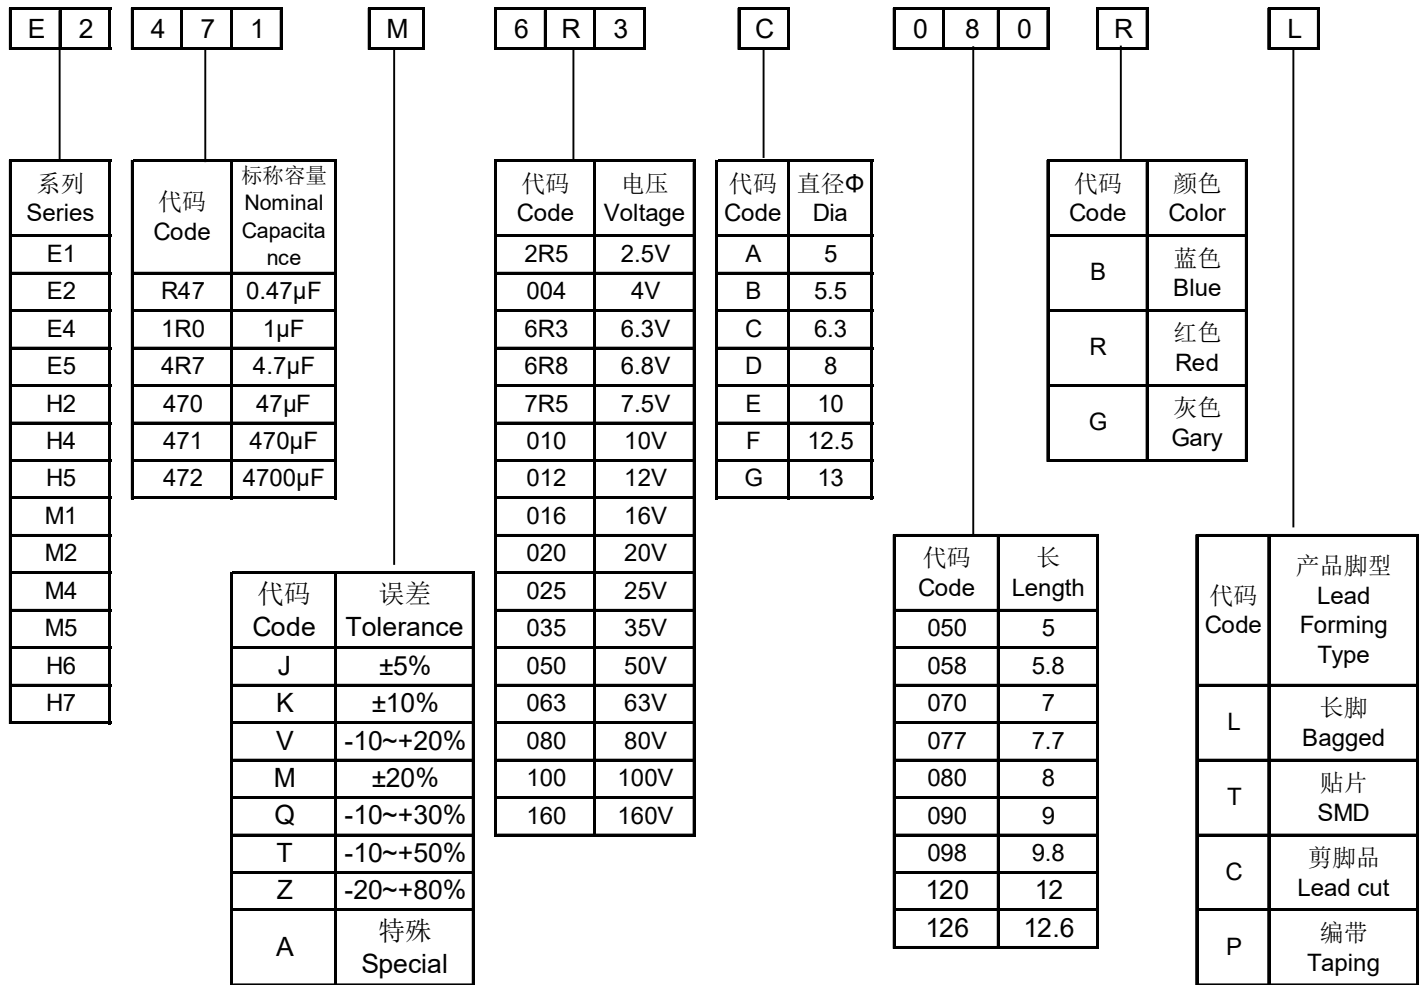 E 2 4 7 1 M 6 R 3 C 0 8 0 R L
系列
Series
E1
E2
E4
E5
H2
H4
H5
M1
M2
M4
M5
H6
H7
代码
Code
标称容量
Nominal
Capacita
nce
R47 0.47µF
1R0 1µF
4R7 4.7µF
470 47µF
471 470µF
472 4700µF
代码 误差
Code Tolerance
J ±5%
K ±10%
V -10~+20%
M ±20%
Q -10~+30%
T -10~+50%
Z -20~+80%
A
特殊
Special
代码 电压
Code Voltage
2R5 2.5V
004 4V
6R3 6.3V
6R8 6.8V
7R5 7.5V
010 10V
012 12V
016 16V
020 20V
025 25V
035 35V
050 50V
063 63V
080 80V
100 100V
160 160V
代码 直径Φ
Code Dia
A 5
B 5.5
C 6.3
D 8
E 10
F 12.5
G 13
代码 长
Code Length
050 5
058 5.8
070 7
077 7.7
080 8
090 9
098 9.8
120 12
126 12.6
代码 颜色
Code Color
B
蓝色
Blue
R
红色
Red
G
灰色
Gary
代码
Code
产品脚型
Lead
Forming
Type
L
长脚
Bagged
T
贴片
SMD
C
剪脚品
Lead cut
P
编带
Taping